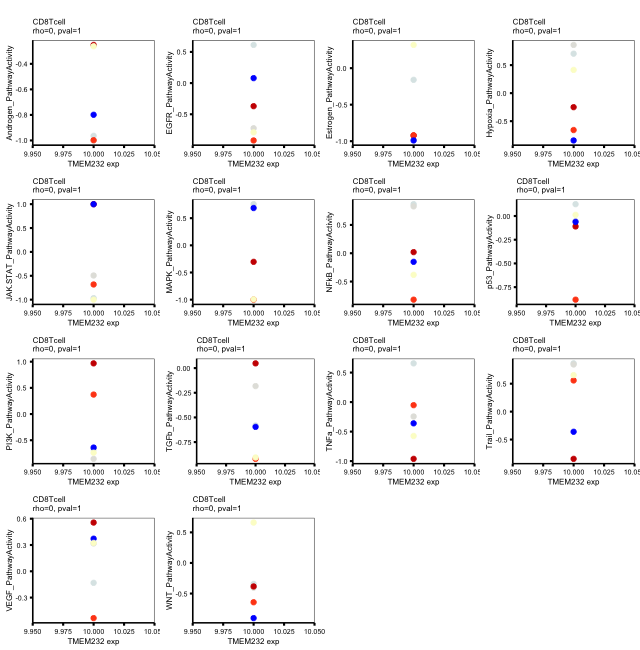 CD8Tcell
rho=0, pval=1
Androgen_PathwayActivity
-0.4
-0.6
-0.8
-1.0
9.950 9.975 10.000 10.025 10.05
TMEM232 exp
CD8Tcell
rho=0, pval=1
EGFR_PathwayActivity
0.5
0.0
-0.5
9.950 9.975 10.000 10.025 10.05
TMEM232 exp
CD8Tcell
rho=0, pval=1
Estrogen_PathwayActivity
0.0
-0.5
-1.0
9.950 9.975 10.000 10.025 10.05
TMEM232 exp
CD8Tcell
rho=0, pval=1
Hypoxia_PathwayActivity
0.5
0.0
-0.5
9.950 9.975 10.000 10.025 10.05
TMEM232 exp
CD8Tcell
rho=0, pval=1
JAK.STAT_PathwayActivity
1.0
0.5
0.0
-0.5
-1.0
9.950 9.975 10.000 10.025 10.05
TMEM232 exp
CD8Tcell
rho=0, pval=1
MAPK_PathwayActivity
0.5
0.0
-0.5
-1.0
9.950 9.975 10.000 10.025 10.05
TMEM232 exp
CD8Tcell
rho=0, pval=1
NFkB_PathwayActivity
0.5
0.0
-0.5
9.950 9.975 10.000 10.025 10.05
TMEM232 exp
CD8Tcell
rho=0, pval=1
p53_PathwayActivity
0.00
-0.25
-0.50
-0.75
9.950 9.975 10.000 10.025 10.05
TMEM232 exp
CD8Tcell
rho=0, pval=1
PI3K_PathwayActivity
1.0
0.5
0.0
-0.5
9.950 9.975 10.000 10.025 10.05
TMEM232 exp
CD8Tcell
rho=0, pval=1
TGFb_PathwayActivity
0.00
-0.25
-0.50
-0.75
9.950 9.975 10.000 10.025 10.05
TMEM232 exp
CD8Tcell
rho=0, pval=1
TNFa_PathwayActivity
0.5
0.0
-0.5
-1.0
9.950 9.975 10.000 10.025 10.05
TMEM232 exp
CD8Tcell
rho=0, pval=1
Trail_PathwayActivity
0.5
0.0
-0.5
9.950 9.975 10.000 10.025 10.05
TMEM232 exp
CD8Tcell
rho=0, pval=1
VEGF_PathwayActivity
0.6
0.3
0.0
-0.3
9.950 9.975 10.000 10.025 10.05
TMEM232 exp
CD8Tcell
rho=0, pval=1
WNT_PathwayActivity
0.5
0.0
-0.5
9.950 9.975 10.000 10.025 10.050
TMEM232 exp